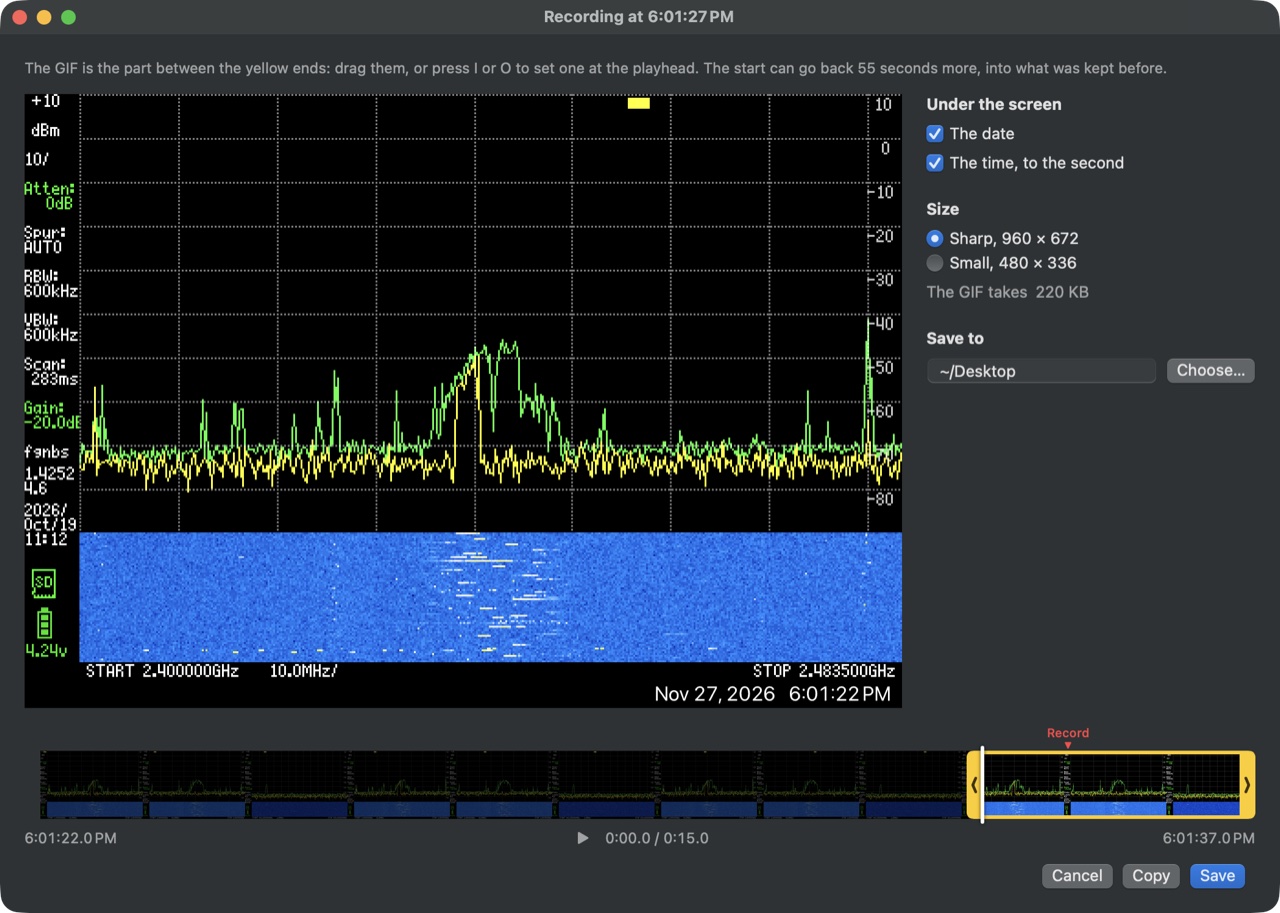 Recording at 6:01:27 PM
The GIF is the part between the yellow ends: drag them, or press I or O to set one at the playhead. The start can go back 55 seconds more, into what was kept before.
+10
dBm
10/
Atten:
0dB
Spur:
AUTO
RBW:
600kHz
VBW:
600kHz
Scan:
283ms
Gain:
-20.0dB
fgnbs
1.4252
4.6
2026/
Oct/19
11:12
SD
4.24v
10
0
-10
-20
-30
-40
-50
-60
-80
START 2.400000GHz 10.0MHz/ STOP 2.483500GHz
Nov 27, 2026 6:01:22 PM
Under the screen
The date
The time, to the second
Size
Sharp, 960 × 672
Small, 480 × 336
The GIF takes 220 KB
Save to
~/Desktop Choose...
Record
6:01:22.0 PM 0:00.0 / 0:15.0 6:01:37.0 PM
Cancel Copy Save